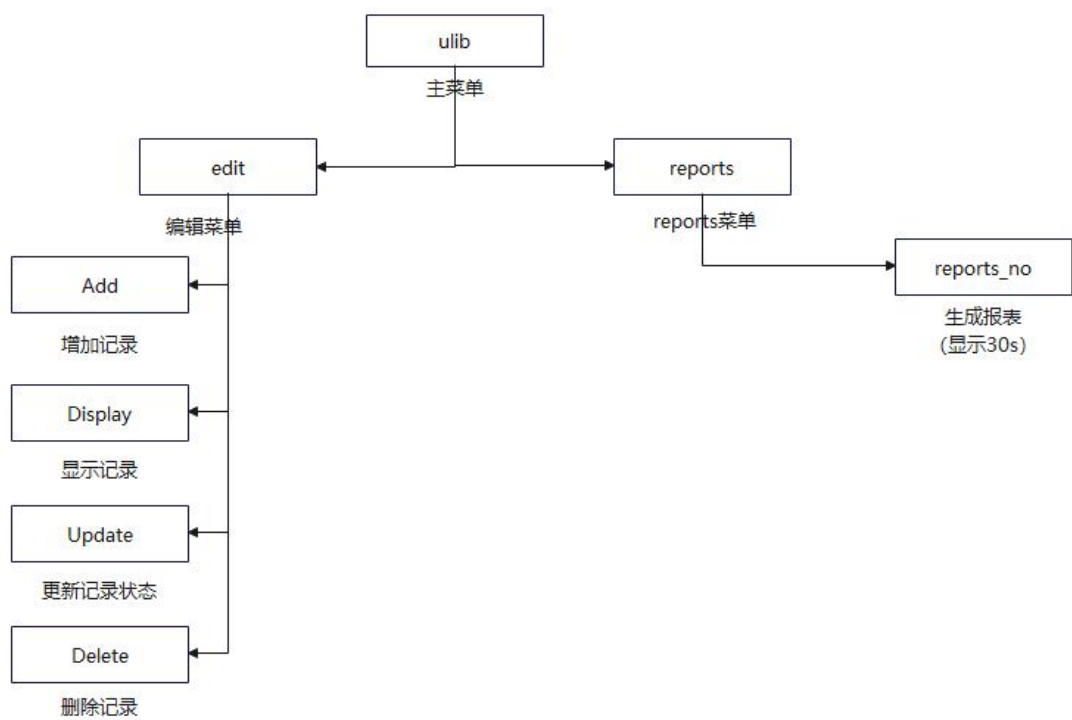 ulib
主菜单
edit
reports
编辑菜单
reports菜单
Add
增加记录
reports_no
生成报表
(显示30s)
Display
显示记录
Update
更新记录状态
Delete
删除记录